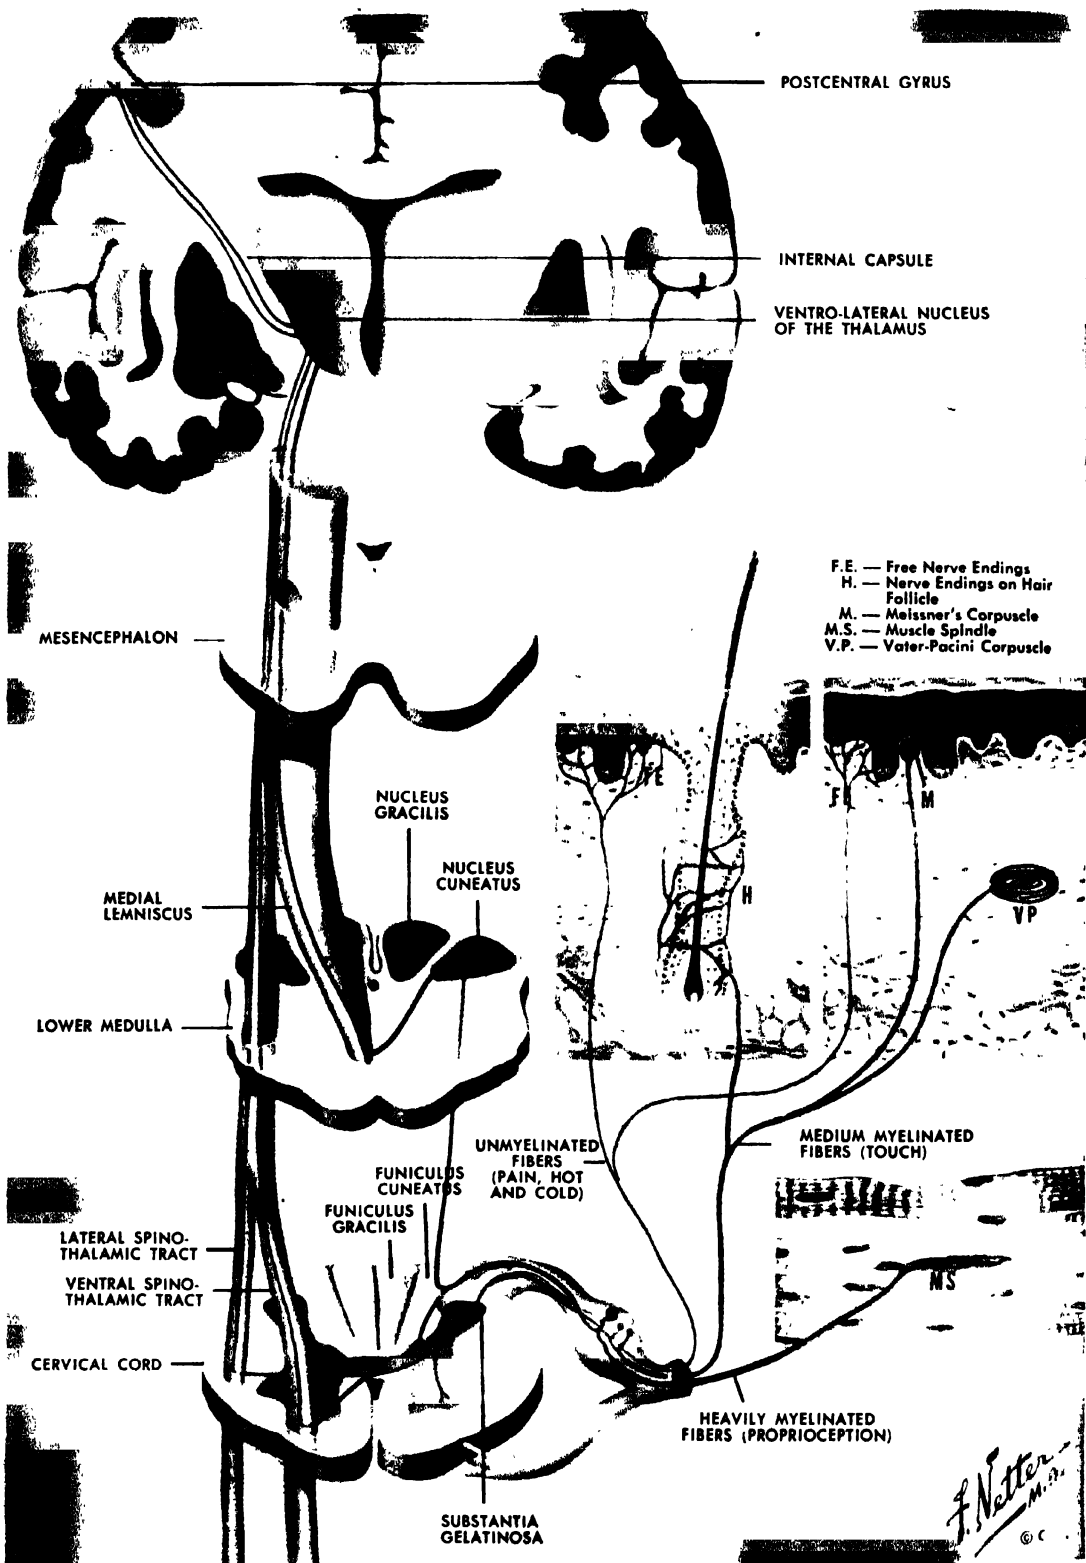 POSTCENTRAL GYRUS
INTERNAL CAPSULE
VENTRO-LATERAL NUCLEUS
OF THE THALAMUS
F.E. — Free Nerve Endings
H. — Nerve Endings on Hair
Follicle
M. — Meissner's Corpuscle
M.S. — Muscle Spindle
V.P. — Vater-Pacini Corpuscle
MESENCEPHALON
FE
F
M
H
VP
NUCLEUS
GRACILIS
NUCLEUS
CUNEATUS
MEDIAL
LEMNISCUS
LOWER MEDULLA
UNMYELINATED
FIBERS
(PAIN, HOT
AND COLD)
MEDIUM MYELINATED
FIBERS (TOUCH)
FUNICULUS
CUNEATUS
FUNICULUS
GRACILIS
LATERAL SPINO-
THALAMIC TRACT
VENTRAL SPINO-
THALAMIC TRACT
MS
CERVICAL CORD
HEAVILY MYELINATED
FIBERS (PROPRIOCEPTION)
SUBSTANTIA
GELATINOSA
F. Netter
M.D.
© C